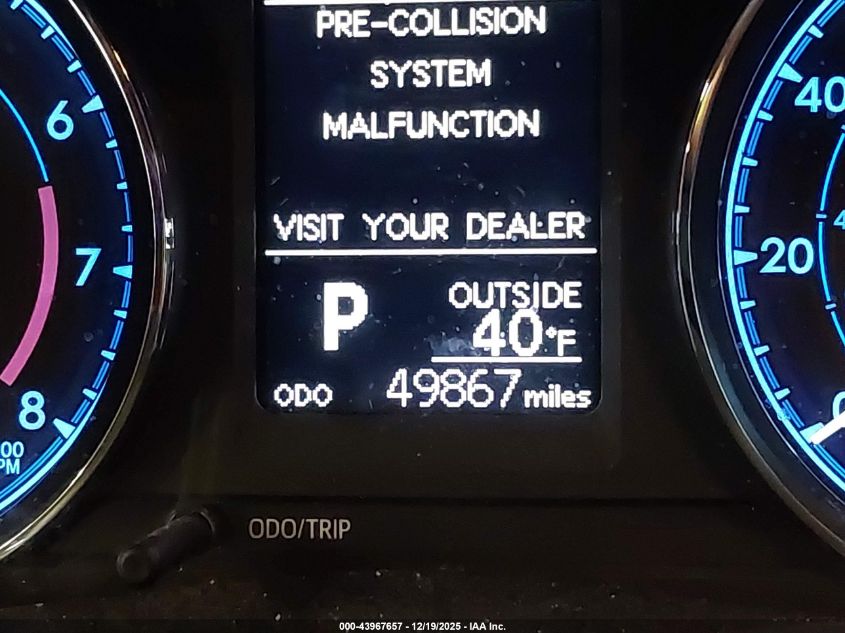 PRE-COLLISION
SYSTEM
MALFUNCTION
VISIT YOUR DEALER
P
OUTSIDE
40°F
ODO 49867 miles
6
7
8
40
20
0
ODO/TRIP
000-43967657 - 12/19/2025 - IAA Inc.